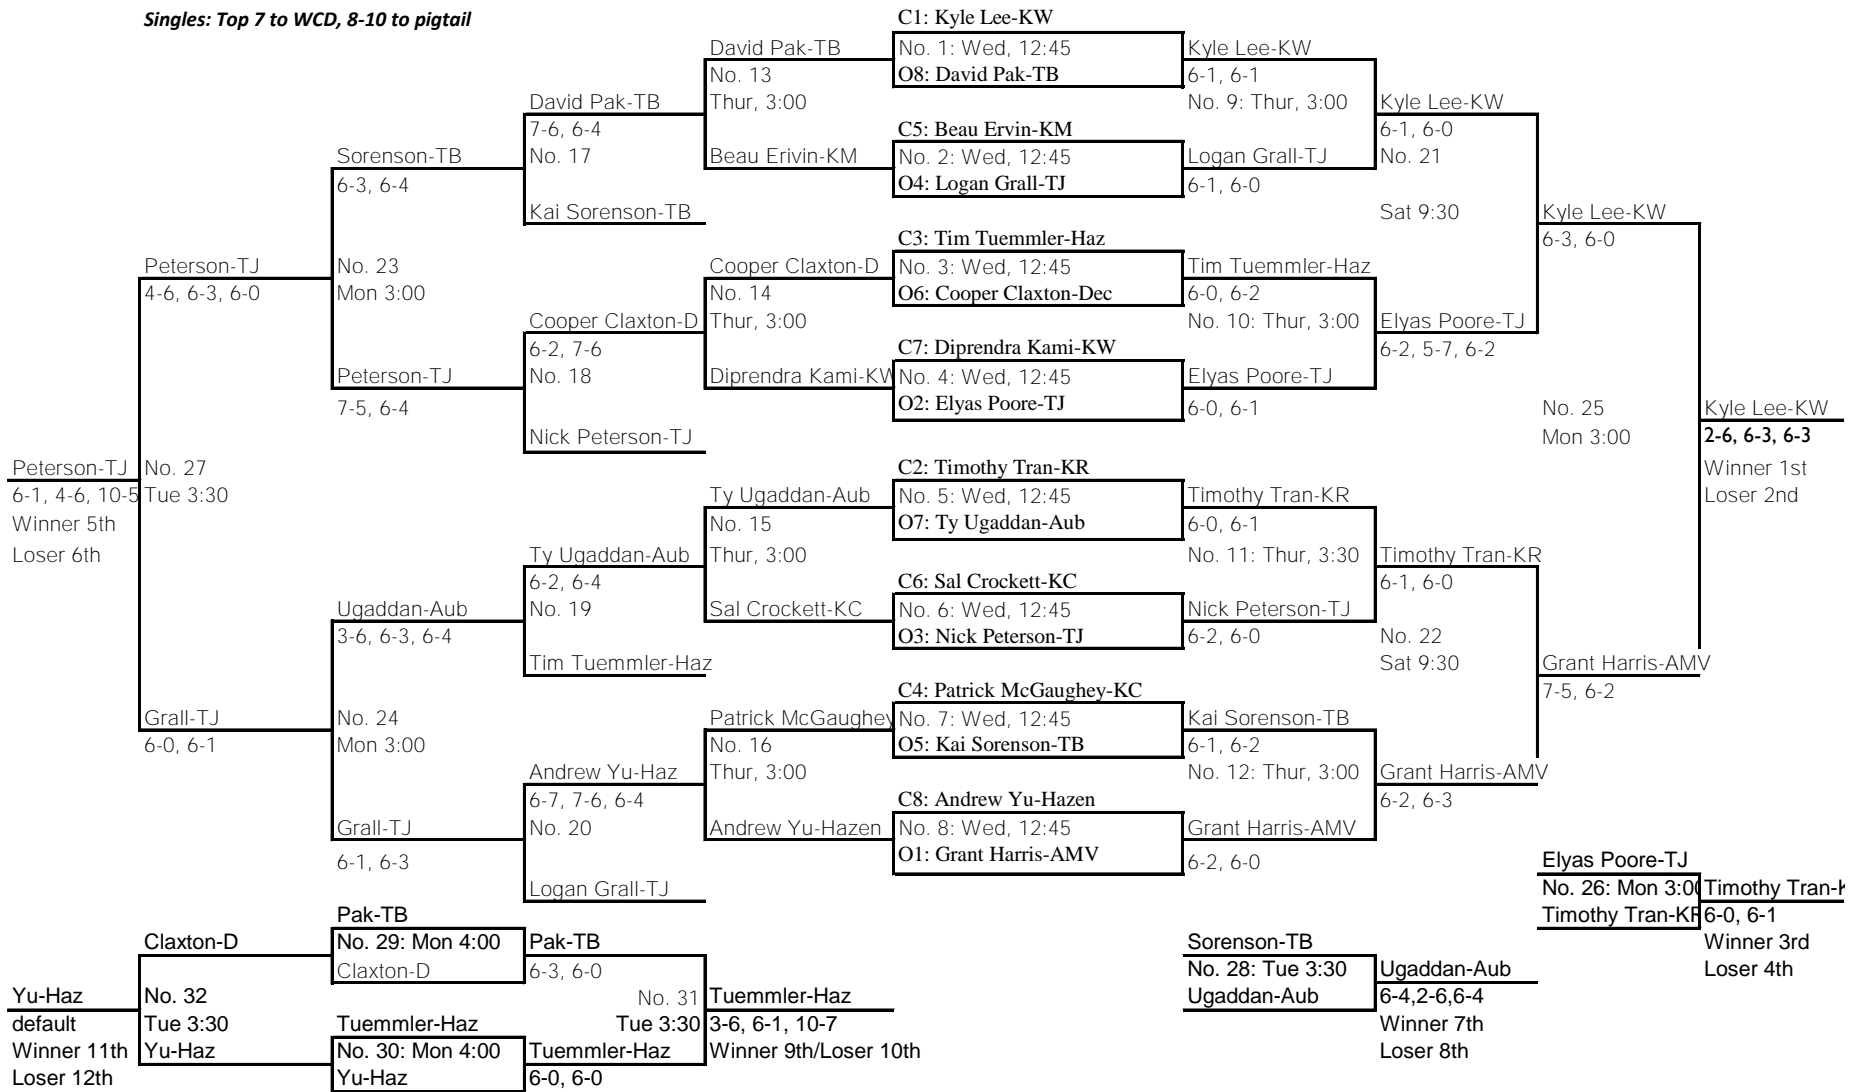 Singles: Top 7 to WCD, 8-10 to pigtail
C1: Kyle Lee-KW
David Pak-TB
No. 1: Wed, 12:45
Kyle Lee-KW
No. 13
O8: David Pak-TB
6-1, 6-1
David Pak-TB
Thur, 3:00
No. 9: Thur, 3:00
Kyle Lee-KW
7-6, 6-4
C5: Beau Ervin-KM
6-1, 6-0
Sorenson-TB
No. 17
Beau Erivin-KM
No. 2: Wed, 12:45
Logan Grall-TJ
No. 21
6-3, 6-4
O4: Logan Grall-TJ
6-1, 6-0
Kai Sorenson-TB
Sat 9:30
Kyle Lee-KW
C3: Tim Tuemmler-Haz
6-3, 6-0
Peterson-TJ
No. 23
Cooper Claxton-D
No. 3: Wed, 12:45
Tim Tuemmler-Haz
4-6, 6-3, 6-0
Mon 3:00
No. 14
O6: Cooper Claxton-Dec
6-0, 6-2
Cooper Claxton-D
Thur, 3:00
No. 10: Thur, 3:00
Elyas Poore-TJ
6-2, 7-6
C7: Diprendra Kami-KW
6-2, 5-7, 6-2
Peterson-TJ
No. 18
Diprendra Kami-KW
No. 4: Wed, 12:45
Elyas Poore-TJ
7-5, 6-4
O2: Elyas Poore-TJ
6-0, 6-1
No. 25
Kyle Lee-KW
Nick Peterson-TJ
Mon 3:00
2-6, 6-3, 6-3
Peterson-TJ
No. 27
C2: Timothy Tran-KR
Winner 1st
6-1, 4-6, 10-5
Tue 3:30
Ty Ugaddan-Aub
No. 5: Wed, 12:45
Timothy Tran-KR
Loser 2nd
Winner 5th
No. 15
O7: Ty Ugaddan-Aub
6-0, 6-1
Loser 6th
Ty Ugaddan-Aub
Thur, 3:00
No. 11: Thur, 3:30
Timothy Tran-KR
6-2, 6-4
C6: Sal Crockett-KC
6-1, 6-0
Ugaddan-Aub
No. 19
Sal Crockett-KC
No. 6: Wed, 12:45
Nick Peterson-TJ
3-6, 6-3, 6-4
O3: Nick Peterson-TJ
6-2, 6-0
No. 22
Tim Tuemmler-Haz
Sat 9:30
Grant Harris-AMV
C4: Patrick McGaughey-KC
7-5, 6-2
Grall-TJ
No. 24
Patrick McGaughey
No. 7: Wed, 12:45
Kai Sorenson-TB
6-0, 6-1
Mon 3:00
No. 16
O5: Kai Sorenson-TB
6-1, 6-2
Andrew Yu-Haz
Thur, 3:00
No. 12: Thur, 3:00
Grant Harris-AMV
6-7, 7-6, 6-4
C8: Andrew Yu-Hazen
6-2, 6-3
Grall-TJ
No. 20
Andrew Yu-Hazen
No. 8: Wed, 12:45
Grant Harris-AMV
6-1, 6-3
O1: Grant Harris-AMV
6-2, 6-0
Elyas Poore-TJ
Logan Grall-TJ
No. 26: Mon 3:00
Timothy Tran-K
Pak-TB
Timothy Tran-KR
6-0, 6-1
Claxton-D
No. 29: Mon 4:00
Pak-TB
Sorenson-TB
Winner 3rd
Claxton-D
6-3, 6-0
No. 28: Tue 3:30
Ugaddan-Aub
Loser 4th
Yu-Haz
No. 32
No. 31
Tuemmler-Haz
Ugaddan-Aub
6-4,2-6,6-4
default
Tue 3:30
Tuemmler-Haz
Tue 3:30
3-6, 6-1, 10-7
Winner 7th
Winner 11th
Yu-Haz
No. 30: Mon 4:00
Tuemmler-Haz
Winner 9th/Loser 10th
Loser 8th
Loser 12th
Yu-Haz
6-0, 6-0